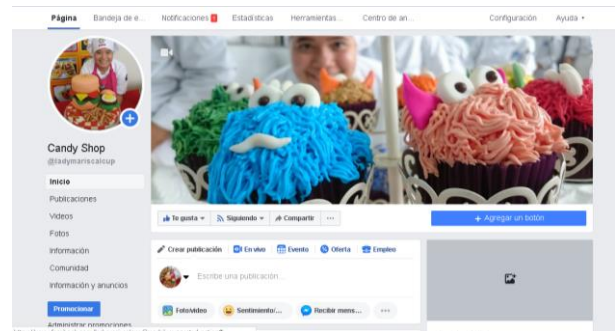 Página Bandeja de e... Notificaciones Estadísticas Herramientas... Centro de an... Configuración Ayuda
Candy Shop
@ladymariscalcup
Inicio
Publicaciones
Videos
Fotos
Información
Comunidad
Información y anuncios
Promocionar
Administrar promociones
Te gusta Siguiendo Compartir ...
+ Agregar un botón
Crear publicación En vivo Evento Oferta Empleo
Escribe una publicación...
Foto/video Sentimiento/... Recibir mens... ...